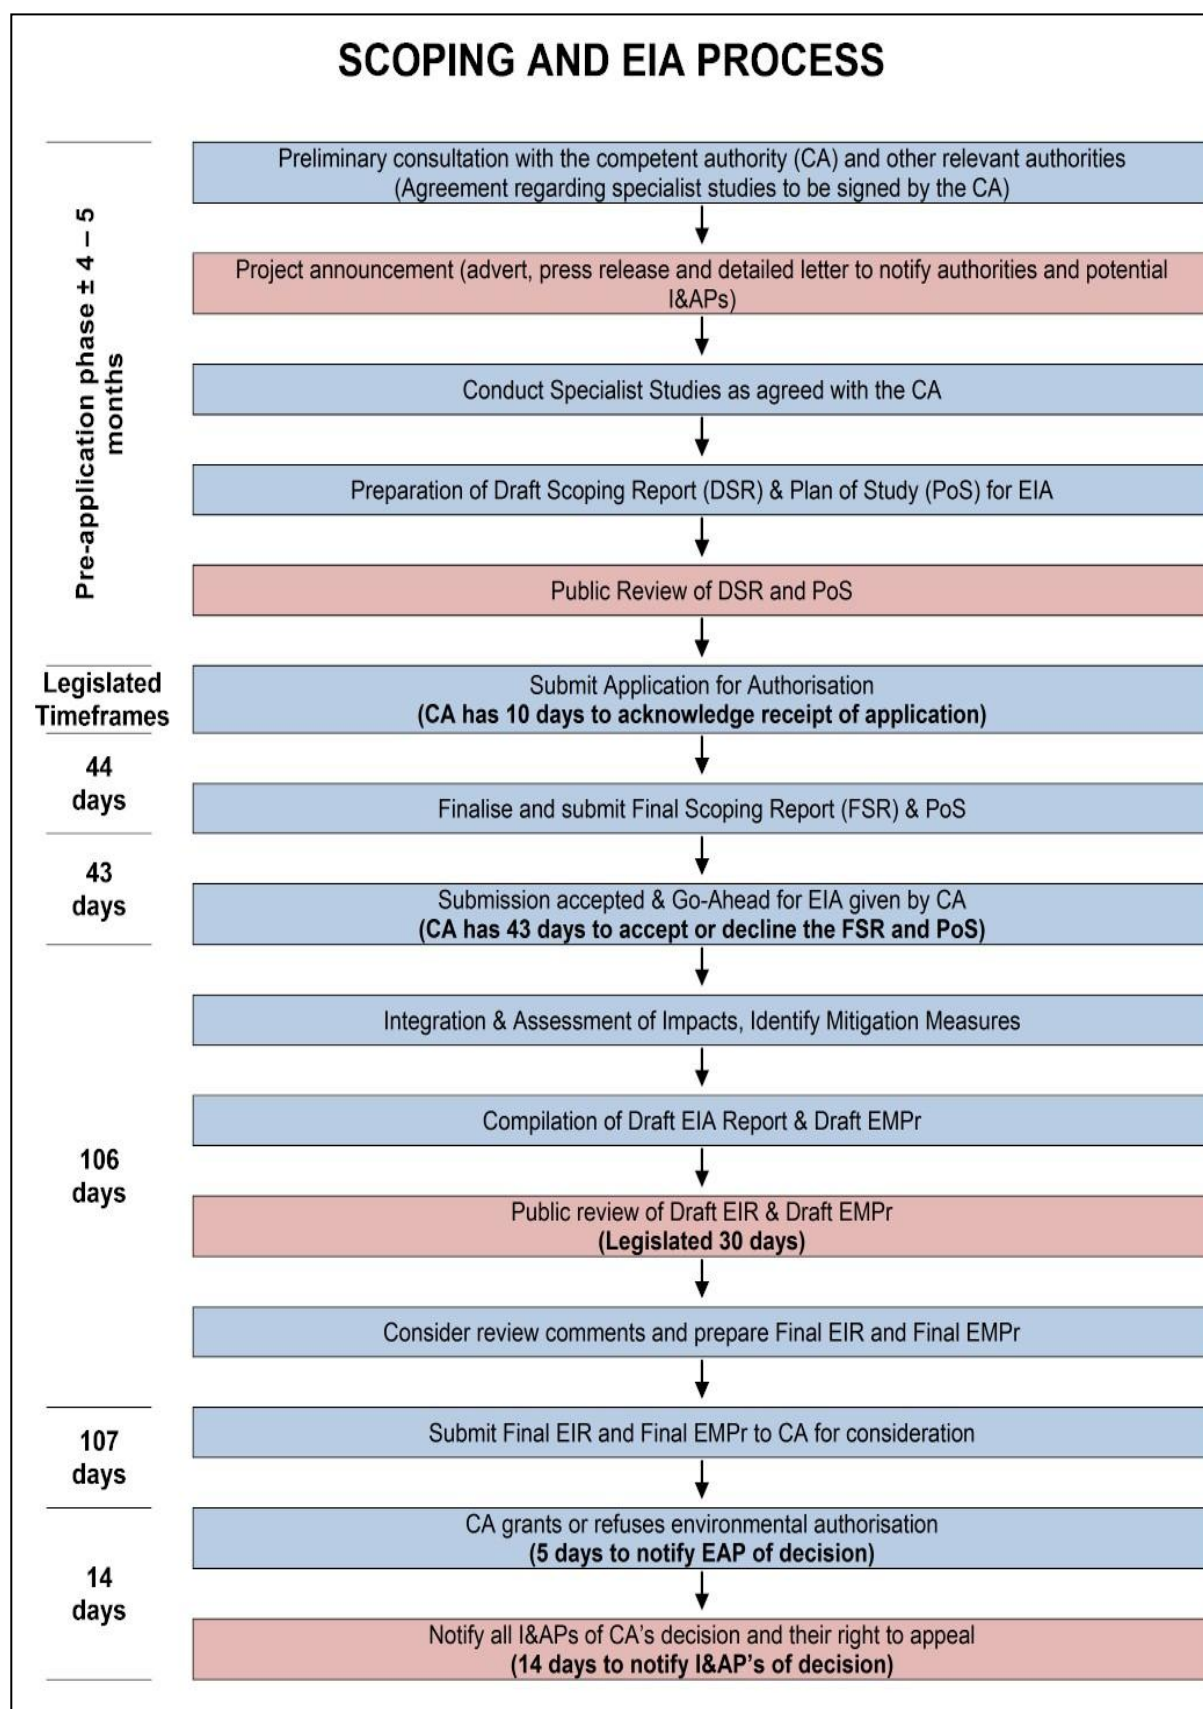 SCOPING AND EIA PROCESS
Pre-application phase ± 4 – 5
months
Preliminary consultation with the competent authority (CA) and other relevant authorities
(Agreement regarding specialist studies to be signed by the CA)
Project announcement (advert, press release and detailed letter to notify authorities and potential
I&APs)
Conduct Specialist Studies as agreed with the CA
Preparation of Draft Scoping Report (DSR) & Plan of Study (PoS) for EIA
Public Review of DSR and PoS
Legislated
Timeframes
Submit Application for Authorisation
(CA has 10 days to acknowledge receipt of application)
44
days
Finalise and submit Final Scoping Report (FSR) & PoS
43
days
Submission accepted & Go-Ahead for EIA given by CA
(CA has 43 days to accept or decline the FSR and PoS)
106
days
Integration & Assessment of Impacts, Identify Mitigation Measures
Compilation of Draft EIA Report & Draft EMPr
Public review of Draft EIR & Draft EMPr
(Legislated 30 days)
Consider review comments and prepare Final EIR and Final EMPr
107
days
Submit Final EIR and Final EMPr to CA for consideration
14
days
CA grants or refuses environmental authorisation
(5 days to notify EAP of decision)
Notify all I&APs of CA's decision and their right to appeal
(14 days to notify I&AP's of decision)